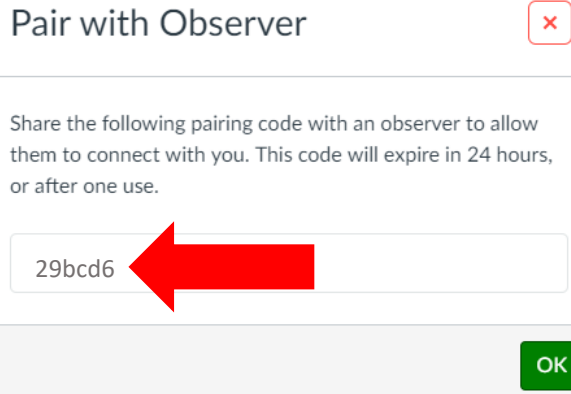 Pair with Observer
Share the following pairing code with an observer to allow
them to connect with you. This code will expire in 24 hours,
or after one use.
29bcd6
OK